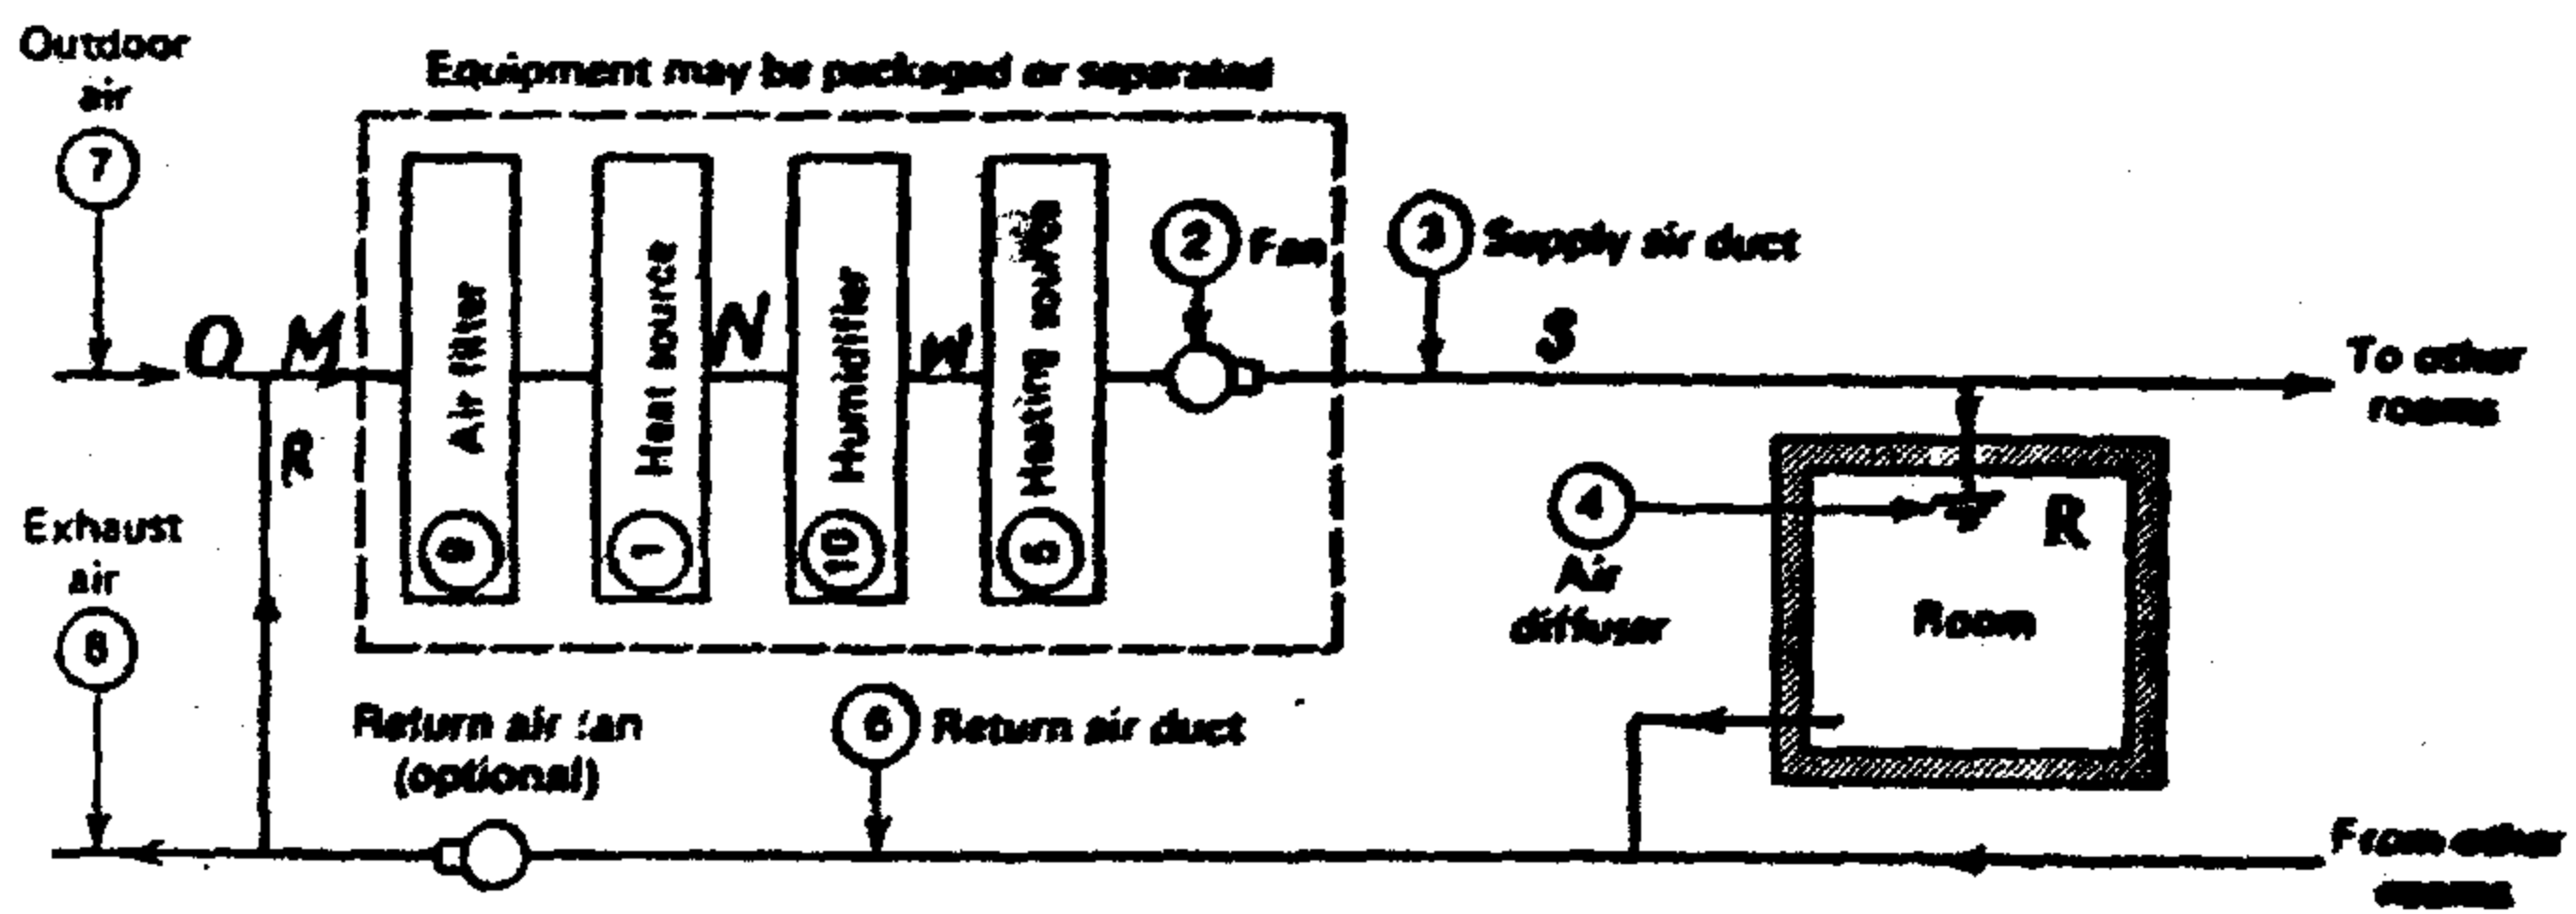 Outdoor
air
7
Equipment may be packaged or separated
O
M
R
Air filter
9
Heat source
1
N
Humidifier
10
W
Heating source
5
2
Fan
3
Supply air duct
S
To other
rooms
4
Air
diffuser
R
Room
Exhaust
air
8
Return air fan
(optional)
6
Return air duct
From other
rooms